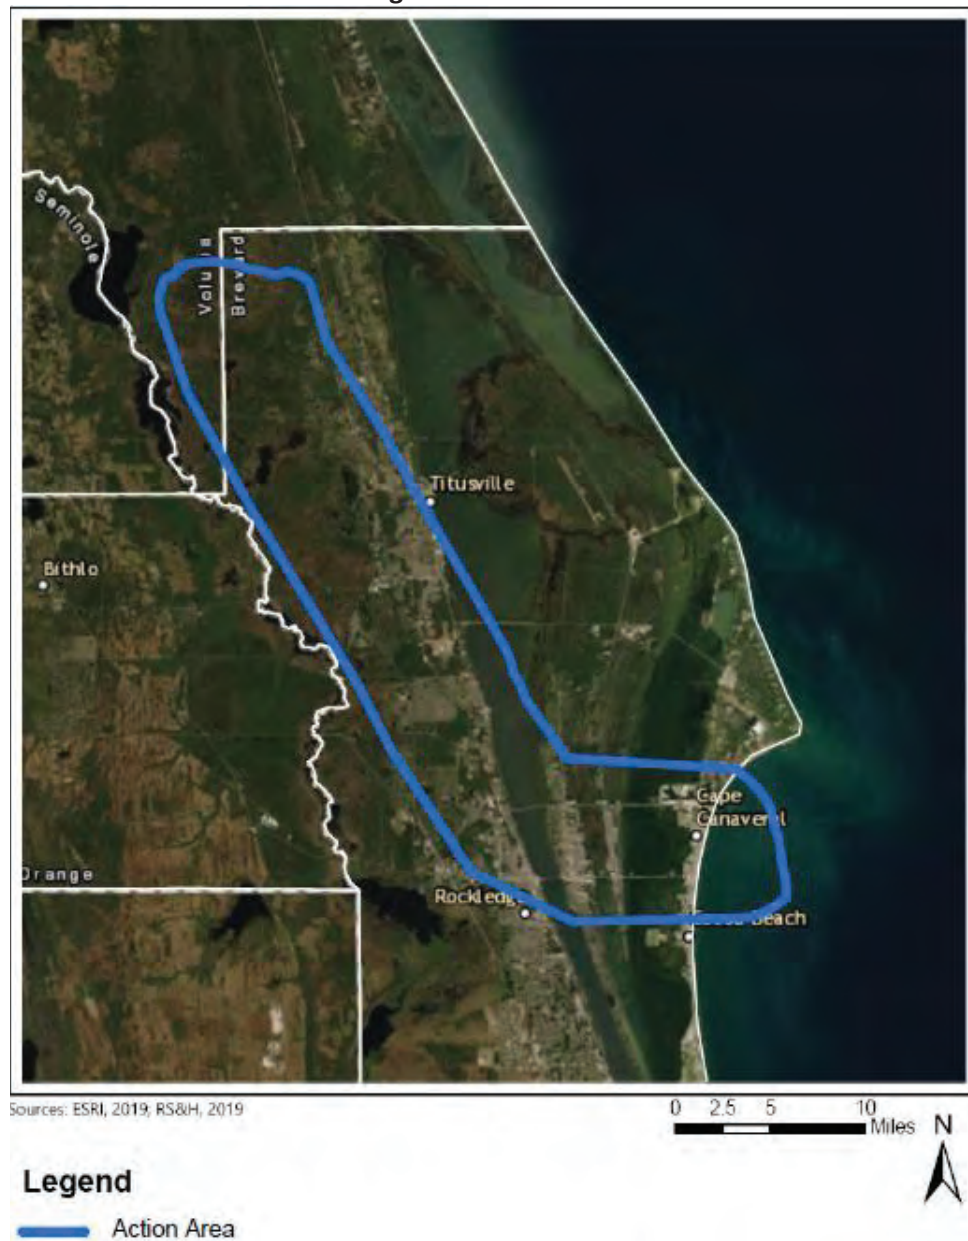 Seminole
Volusia
Brevard
Titusville
Bithlo
Cape
Canaveral
Orange
Rockledge
Cocoa Beach
Sources: ESRI, 2019; RS&H, 2019
0 2.5 5 10
Miles N
Legend
Action Area